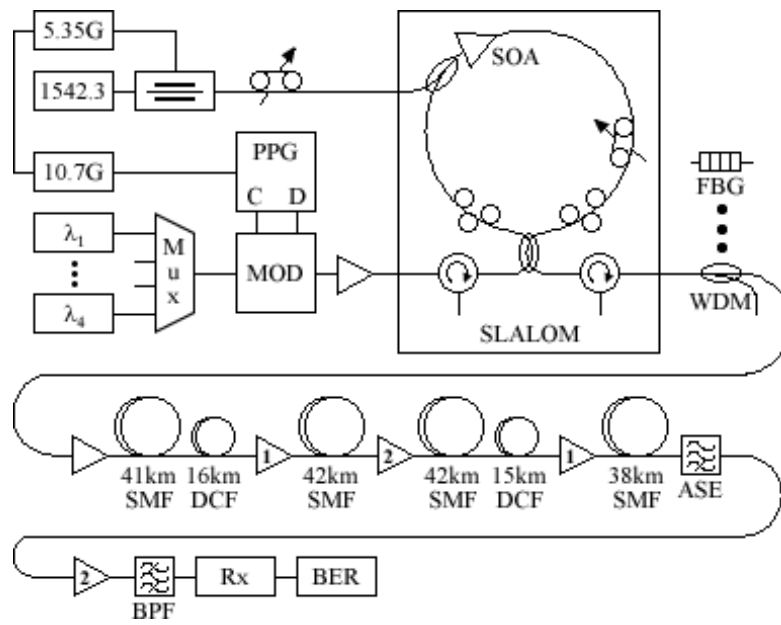 5.35G
SOA
1542.3
PPG
10.7G
C D
FBG
λ1
Mux
MOD
λ4
WDM
SLALOM
1
2
1
41km
SMF
16km
DCF
42km
SMF
42km
SMF
15km
DCF
38km
SMF
ASE
2
Rx
BER
BPF